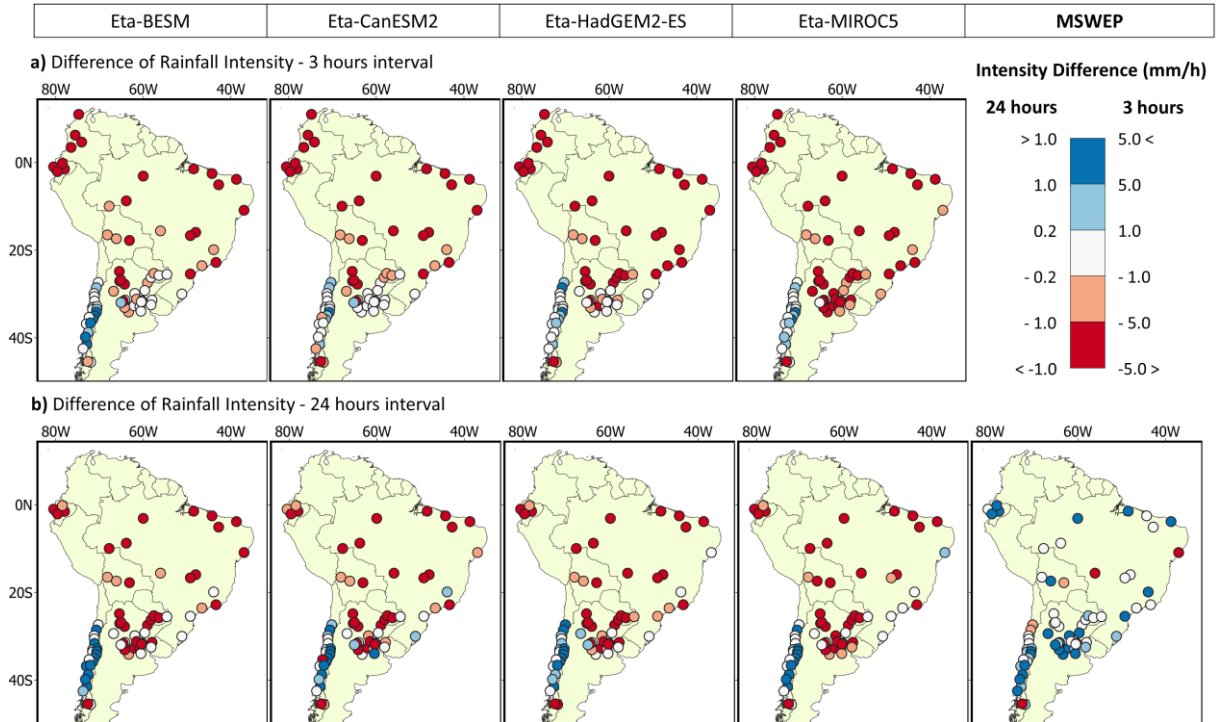 Eta-BESM Eta-CanESM2 Eta-HadGEM2-ES Eta-MIROC5 MSWEP
a) Difference of Rainfall Intensity - 3 hours interval
80W 60W 40W 80W 60W 40W 80W 60W 40W 80W 60W 40W
0N
20S
40S
Intensity Difference (mm/h)
24 hours 3 hours
> 1.0 5.0 <
1.0 5.0
0.2 1.0
- 0.2 - 1.0
- 1.0 - 5.0
< -1.0 -5.0 >
b) Difference of Rainfall Intensity - 24 hours interval
80W 60W 40W 80W 60W 40W 80W 60W 40W 80W 60W 40W 80W 60W 40W
0N
20S
40S